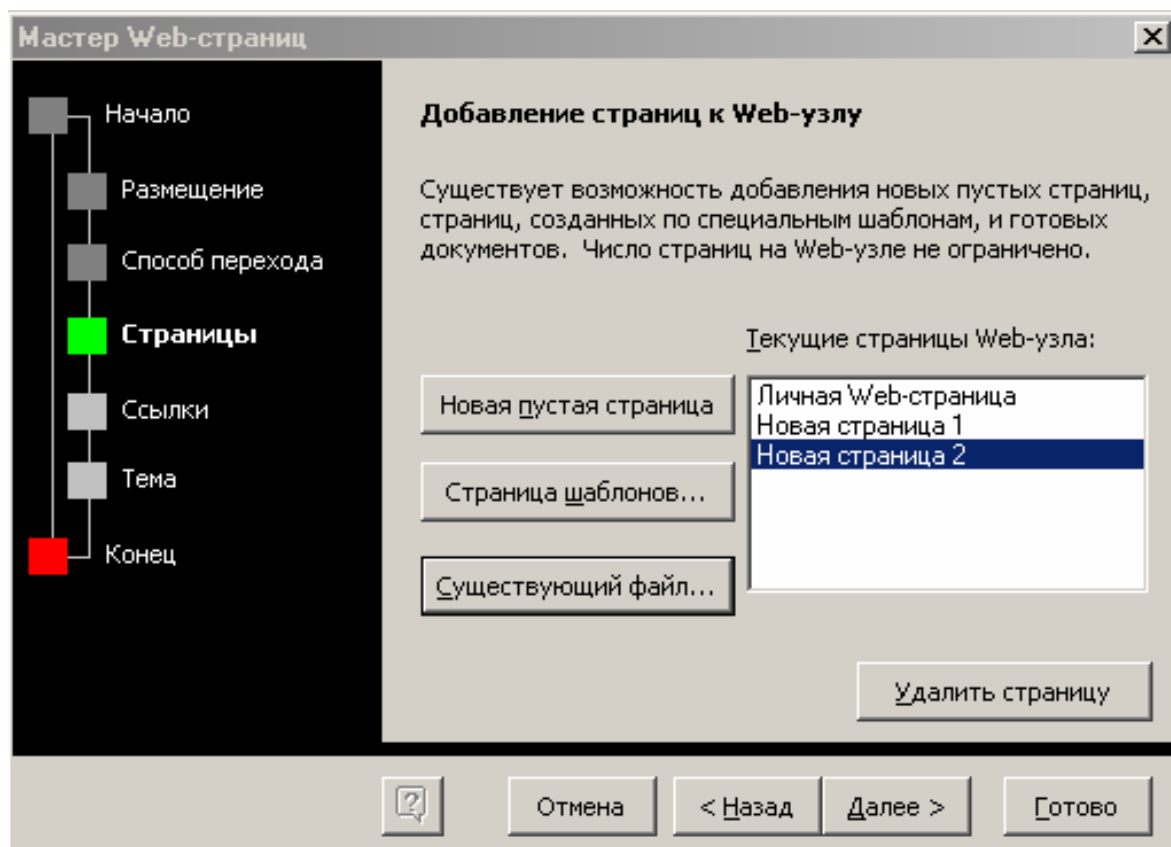 Мастер Web-страниц
Начало
Размещение
Способ перехода
Страницы
Ссылки
Тема
Конец
Добавление страниц к Web-узлу
Существует возможность добавления новых пустых страниц,
страниц, созданных по специальным шаблонам, и готовых
документов. Число страниц на Web-узле не ограничено.
Текущие страницы Web-узла:
Новая пустая страница
Страница шаблонов...
Существующий файл...
Личная Web-страница
Новая страница 1
Новая страница 2
Удалить страницу
?
Отмена
< Назад
Далее >
Готово